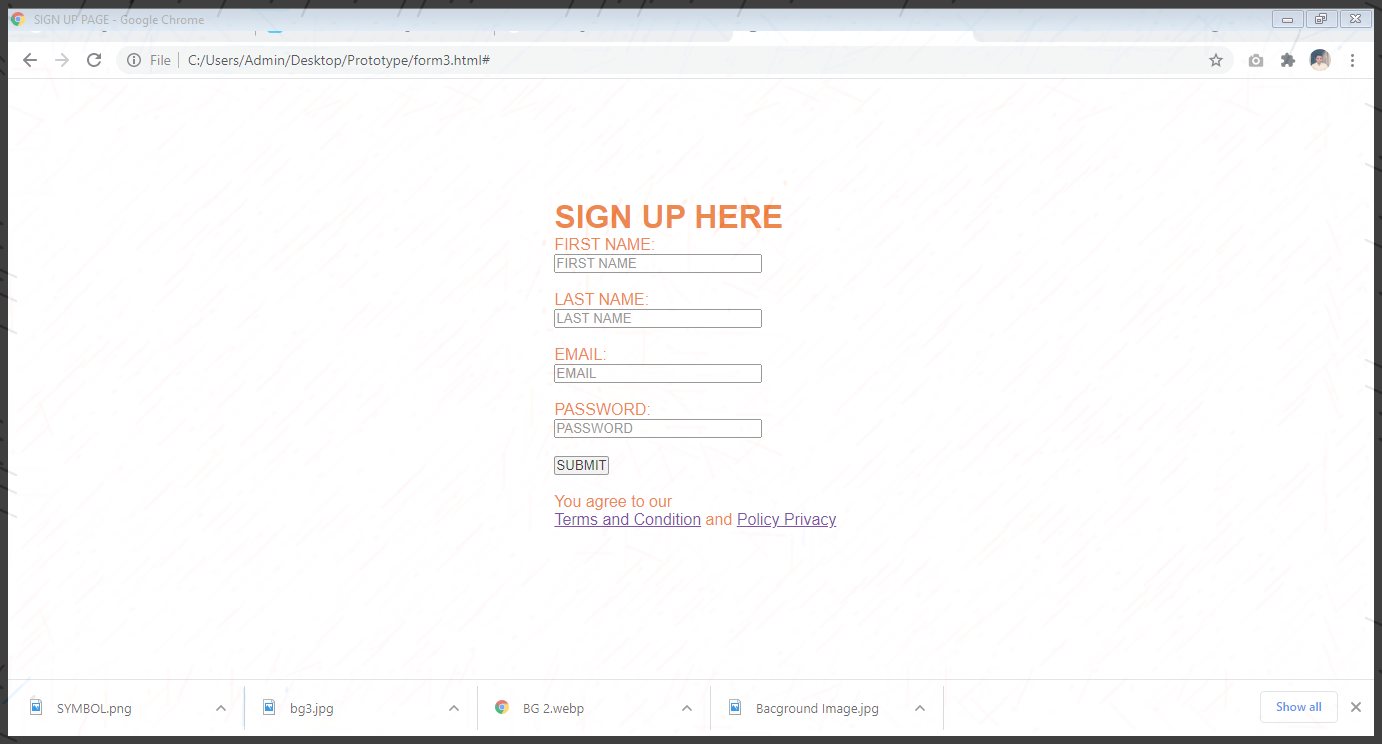 SIGN UP PAGE - Google Chrome
File C:/Users/Admin/Desktop/Prototype/form3.html#
SIGN UP HERE
FIRST NAME:
FIRST NAME
LAST NAME:
LAST NAME
EMAIL:
EMAIL
PASSWORD:
PASSWORD
SUBMIT
You agree to our
Terms and Condition and Policy Privacy
SYMBOL.png bg3.jpg BG 2.webp Bacground Image.jpg Show all